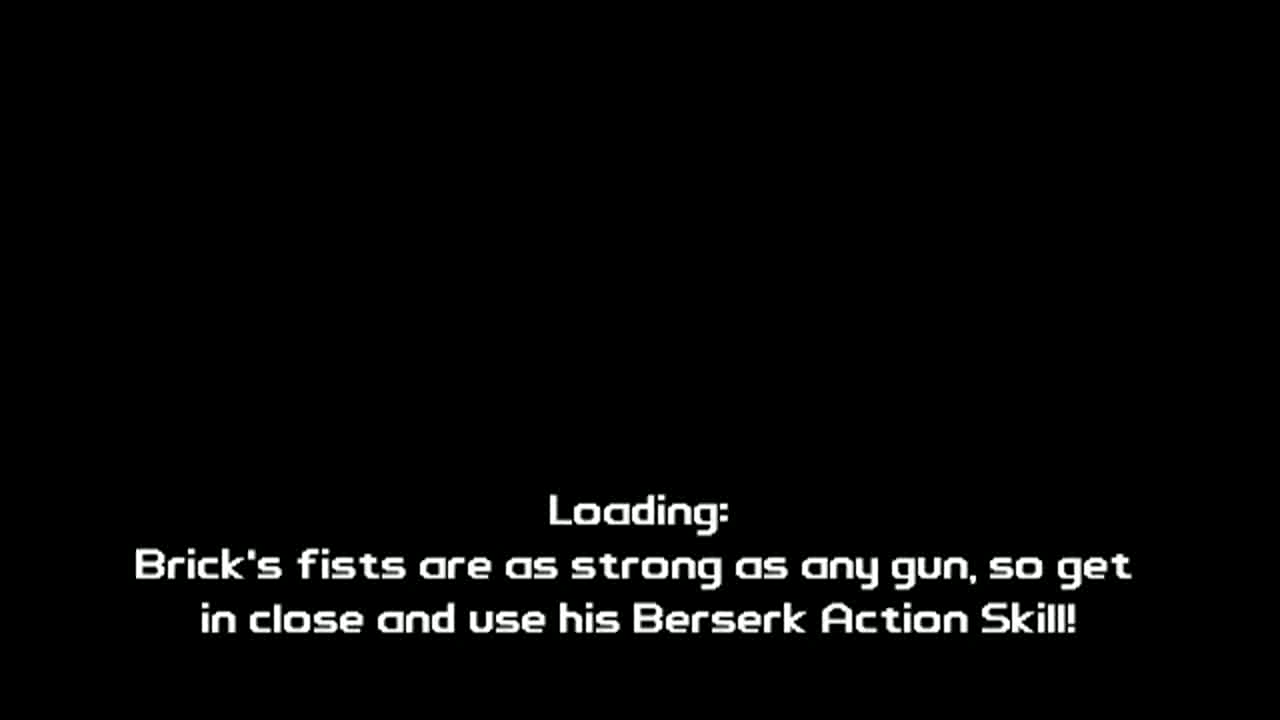 Loading:
Brick's fists are as strong as any gun, so get
in close and use his Berserk Action Skill!